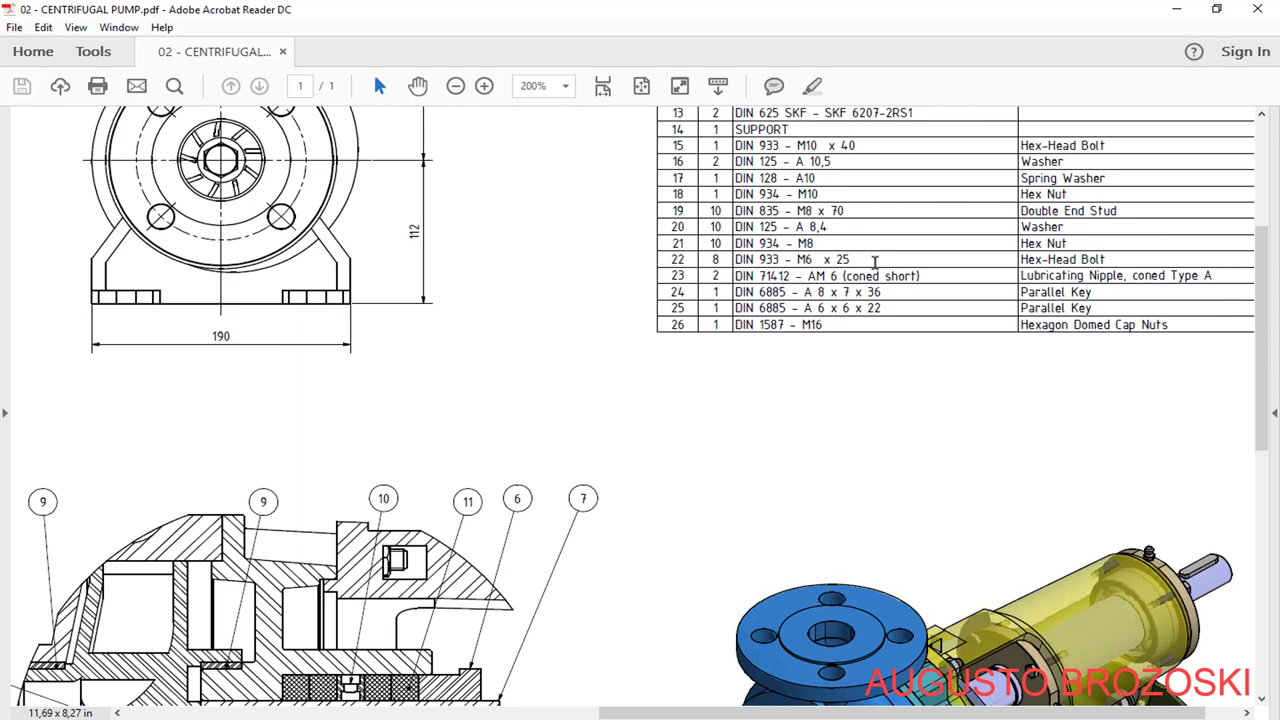 02 - CENTRIFUGAL PUMP.pdf - Adobe Acrobat Reader DC
File Edit View Window Help
Home Tools 02 - CENTRIFUGAL... × Sign In
1 / 1 200%
13 2 DIN 625 SKF - SKF 6207-2RS1
14 1 SUPPORT
15 1 DIN 933 - M10 x 40 Hex-Head Bolt
16 2 DIN 125 - A 10,5 Washer
17 1 DIN 128 - A10 Spring Washer
18 1 DIN 934 - M10 Hex Nut
19 10 DIN 835 - M8 x 70 Double End Stud
20 10 DIN 125 - A 8,4 Washer
21 10 DIN 934 - M8 Hex Nut
22 8 DIN 933 - M6 x 25 Hex-Head Bolt
23 2 DIN 71412 - AM 6 (coned short) Lubricating Nipple, coned Type A
24 1 DIN 6885 - A 8 x 7 x 36 Parallel Key
25 1 DIN 6885 - A 6 x 6 x 22 Parallel Key
26 1 DIN 1587 - M16 Hexagon Domed Cap Nuts
112
190
9 9 10 11 6 7
AUGUSTO BROZOSKI
11,69 x 8,27 in